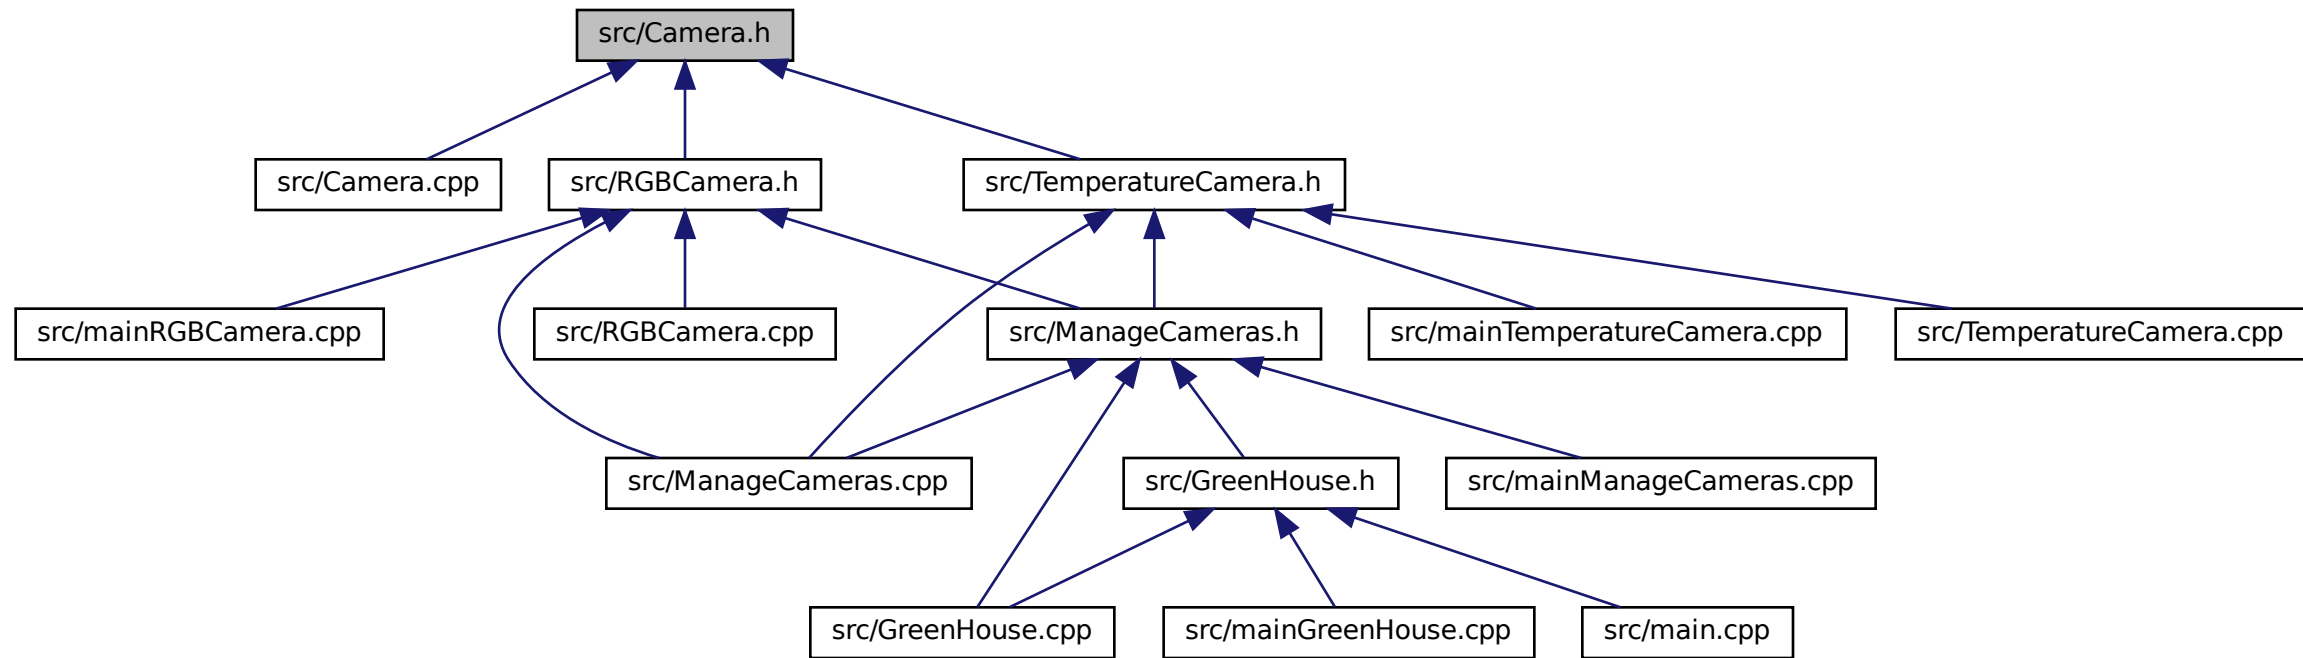 src/Camera.h
src/Camera.cpp
src/RGBCamera.h
src/TemperatureCamera.h
src/mainRGBCamera.cpp
src/RGBCamera.cpp
src/ManageCameras.h
src/mainTemperatureCamera.cpp
src/TemperatureCamera.cpp
src/ManageCameras.cpp
src/GreenHouse.h
src/mainManageCameras.cpp
src/GreenHouse.cpp
src/mainGreenHouse.cpp
src/main.cpp